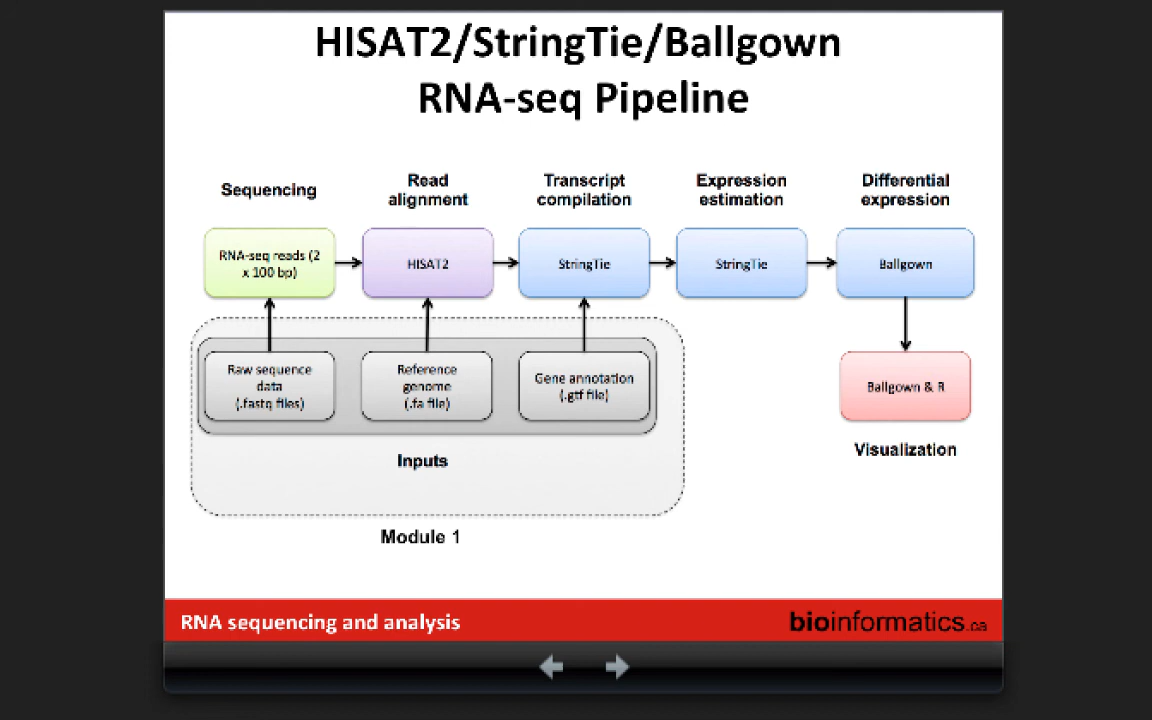 HISAT2/StringTie/Ballgown
RNA-seq Pipeline
Sequencing
Read
alignment
Transcript
compilation
Expression
estimation
Differential
expression
RNA-seq reads (2
x 100 bp)
HISAT2
StringTie
StringTie
Ballgown
Raw sequence
data
(.fastq files)
Reference
genome
(.fa file)
Gene annotation
(.gtf file)
Ballgown & R
Inputs
Visualization
Module 1
RNA sequencing and analysis
bioinformatics.ca